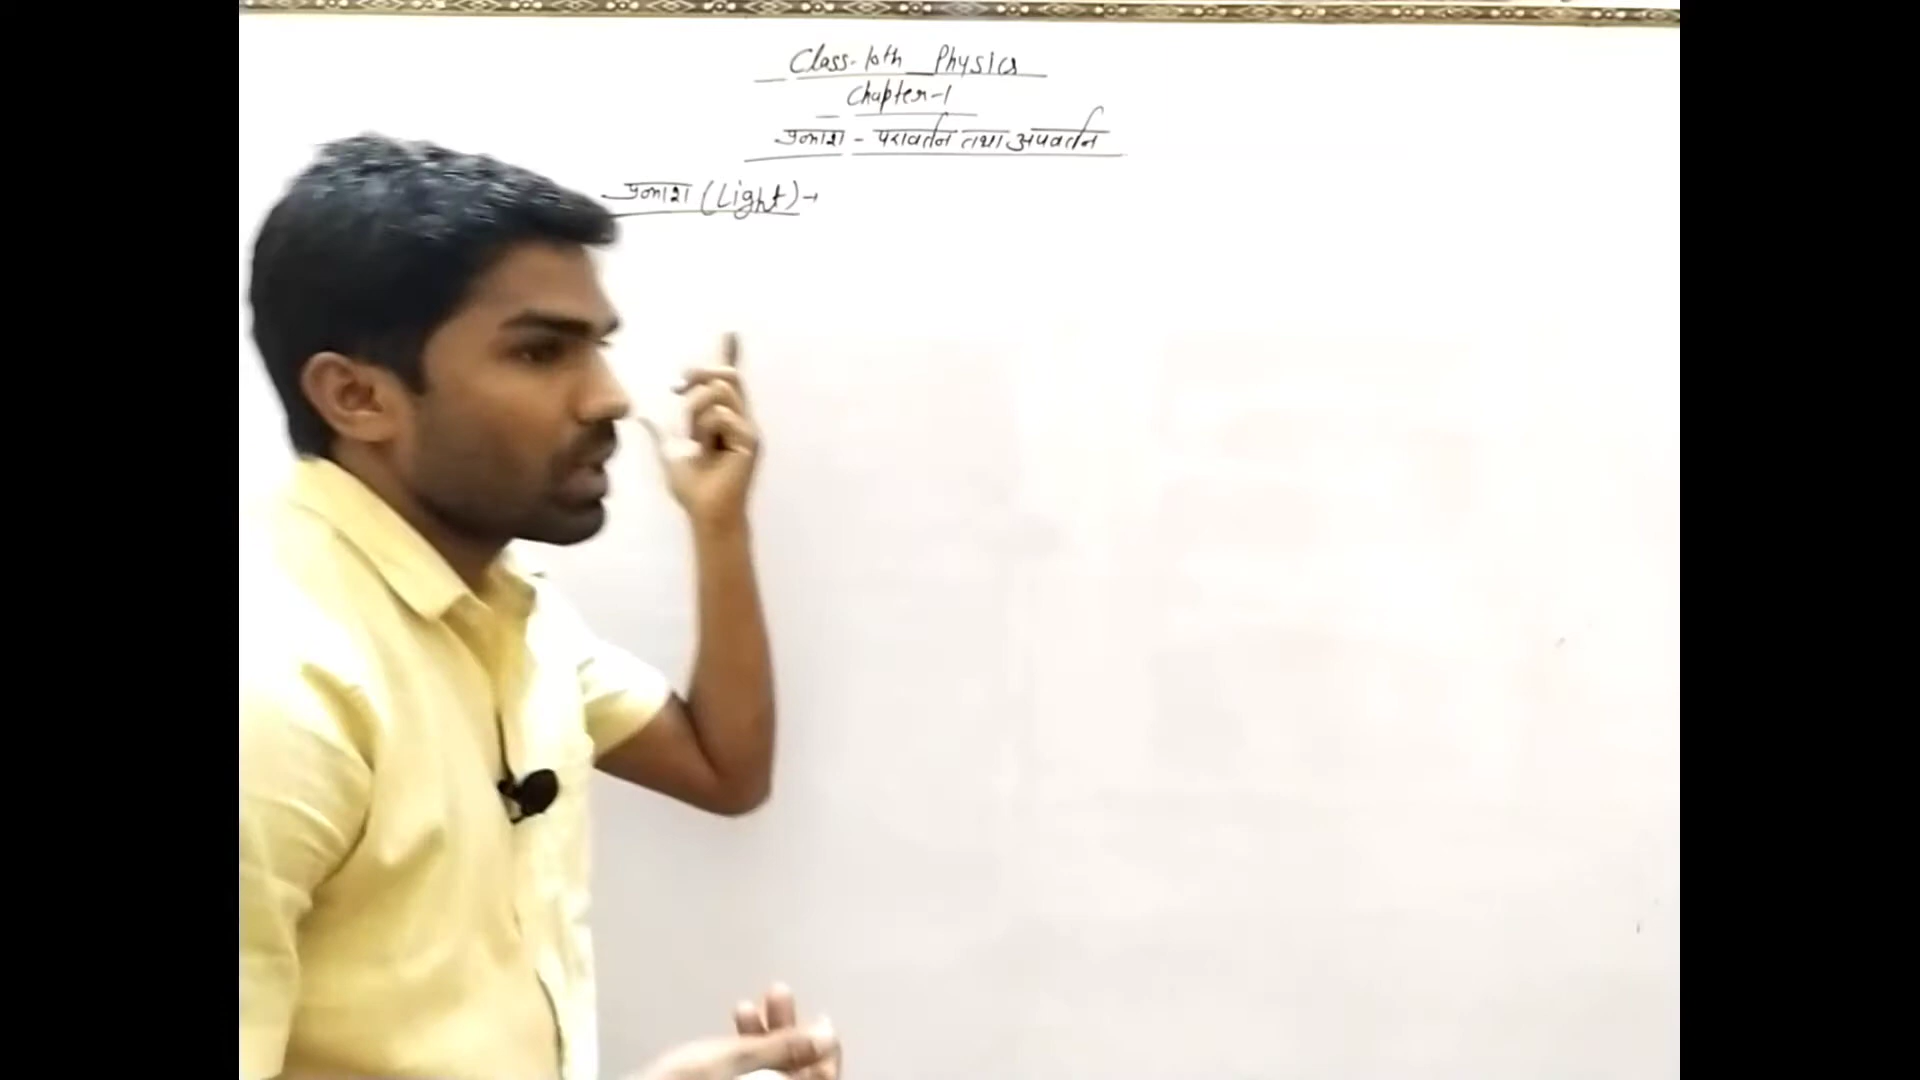 Class-10th Physics
Chapter-1
प्रकाश - परावर्तन तथा अपवर्तन
प्रकाश (Light)→